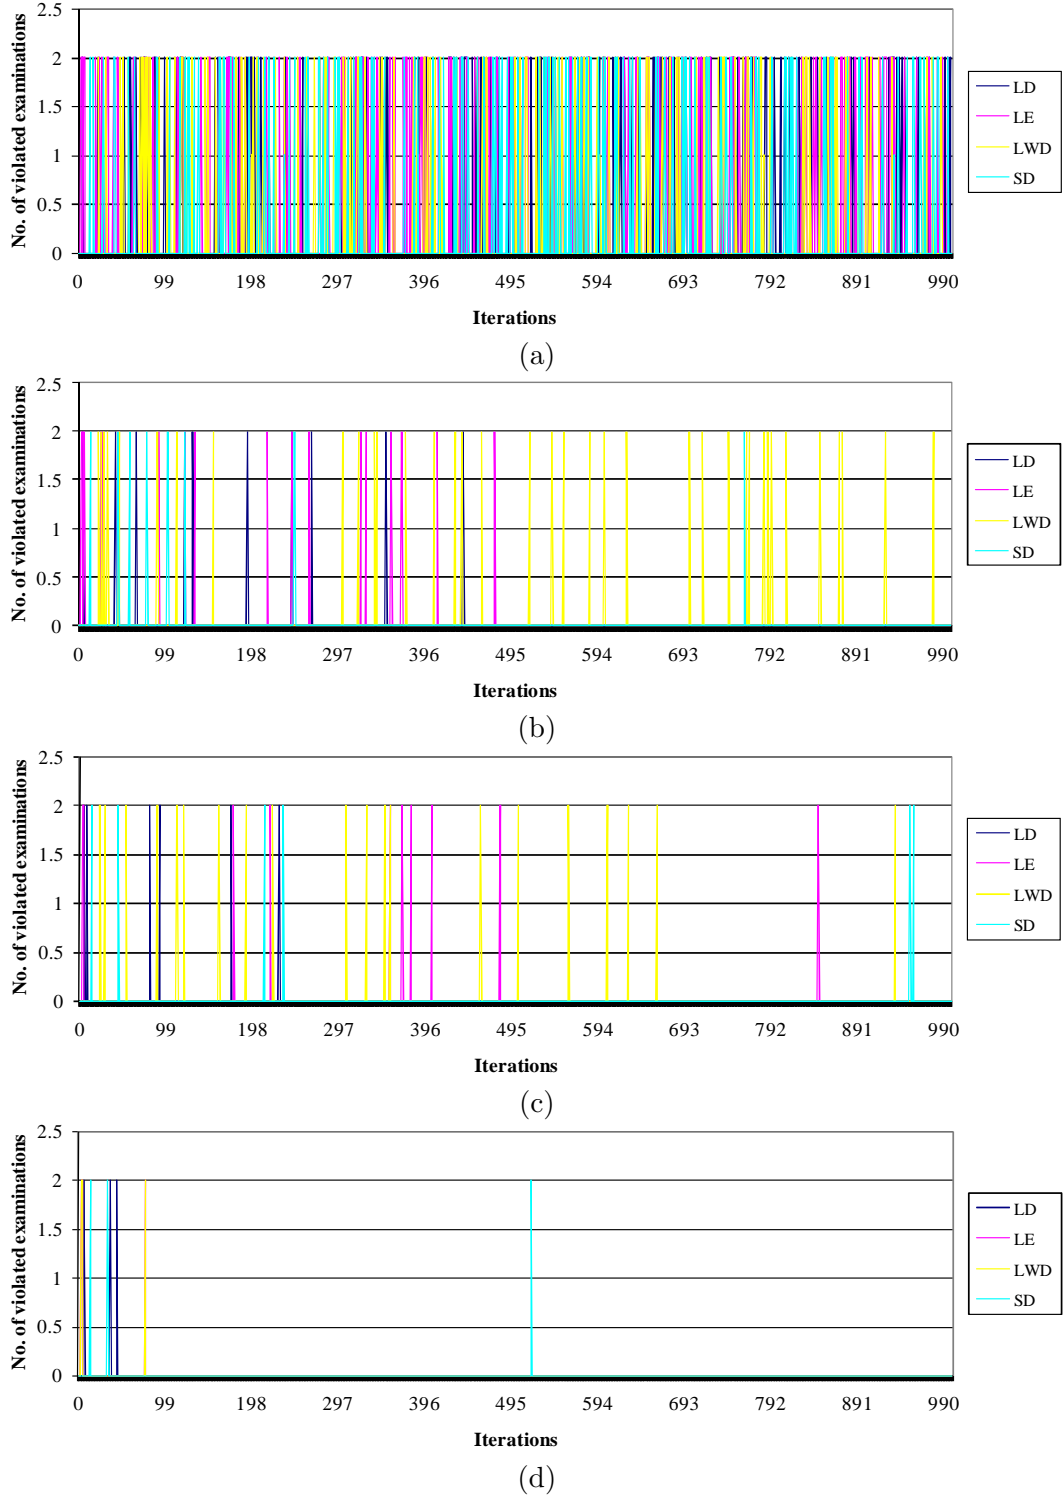 2.5
2
1.5
1
0.5
0
No. of violated examinations
0 99 198 297 396 495 594 693 792 891 990
Iterations
LD
LE
LWD
SD
(a)
2.5
2
1.5
1
0.5
0
No. of violated examinations
0 99 198 297 396 495 594 693 792 891 990
Iterations
LD
LE
LWD
SD
(b)
2.5
2
1.5
1
0.5
0
No. of violated examinations
0 99 198 297 396 495 594 693 792 891 990
Iterations
LD
LE
LWD
SD
(c)
2.5
2
1.5
1
0.5
0
No. of violated examinations
0 99 198 297 396 495 594 693 792 891 990
Iterations
LD
LE
LWD
SD
(d)